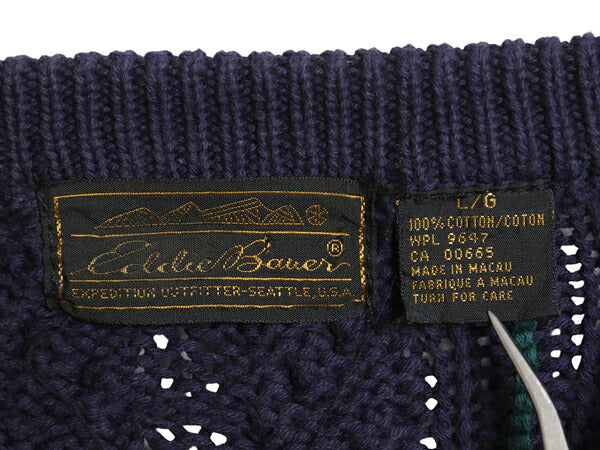 Eddie Bauer®
EXPEDITION OUTFITTER-SEATTLE, U.S.A.
L/G
100% COTTON/COTON
WPL 9647
CA 00665
MADE IN MACAU
FABRIQUE A MACAU
TURN FOR CARE